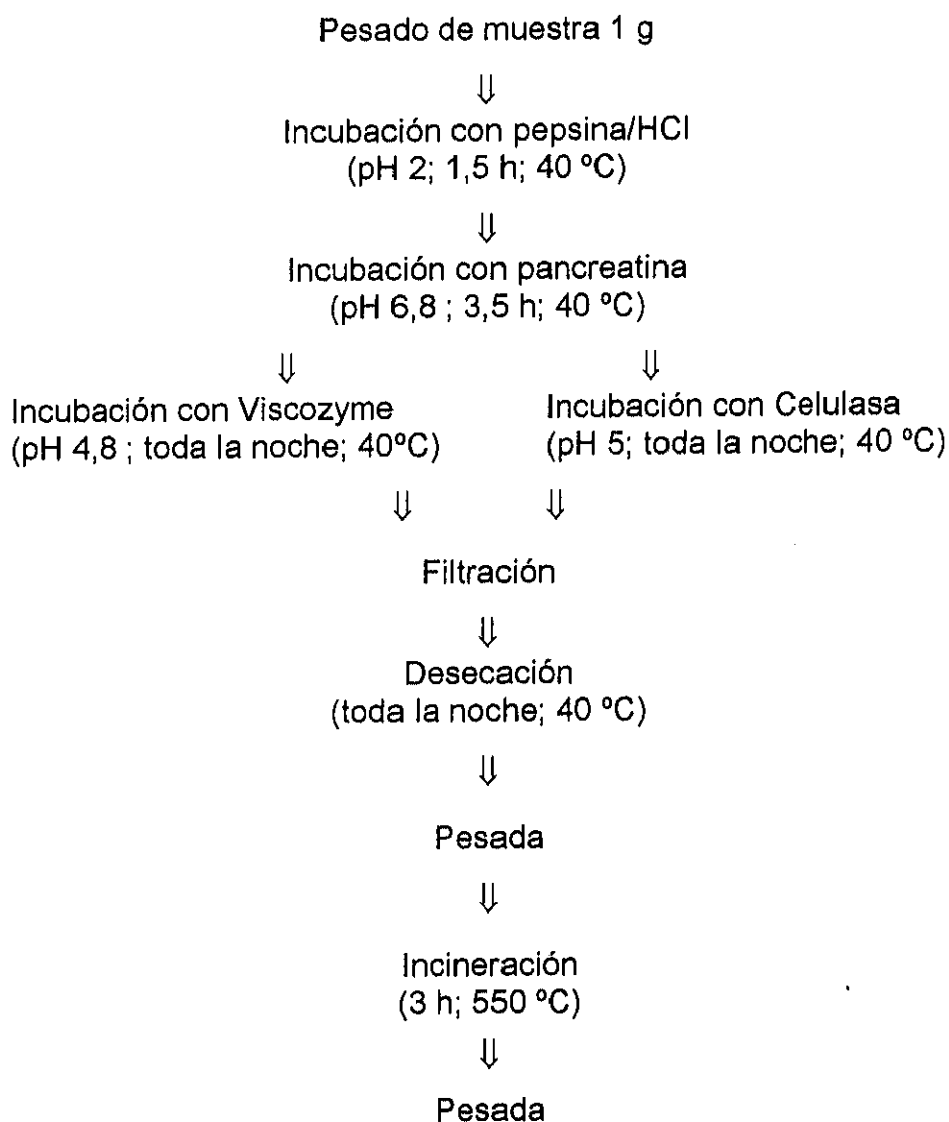 Pesado de muestra 1 g
⇓
Incubación con pepsina/HCl
(pH 2; 1,5 h; 40 ºC)
⇓
Incubación con pancreatina
(pH 6,8 ; 3,5 h; 40 ºC)
⇓ ⇓
Incubación con Viscozyme Incubación con Celulasa
(pH 4,8 ; toda la noche; 40ºC) (pH 5; toda la noche; 40 ºC)
⇓ ⇓
Filtración
⇓
Desecación
(toda la noche; 40 ºC)
⇓
Pesada
⇓
Incineración
(3 h; 550 ºC)
⇓
Pesada